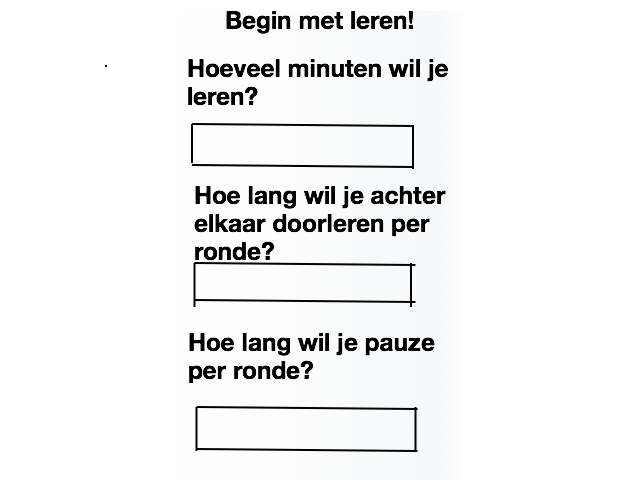 Begin met leren!
Hoeveel minuten wil je
leren?
Hoe lang wil je achter
elkaar doorleren per
ronde?
Hoe lang wil je pauze
per ronde?